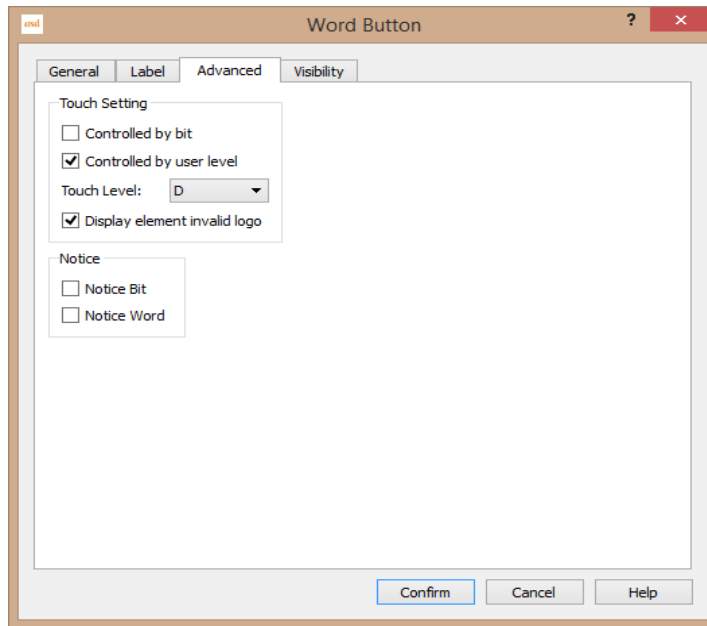 esd
Word Button
?
General Label Advanced Visibility
Touch Setting
Controlled by bit
Controlled by user level
Touch Level: D
Display element invalid logo
Notice
Notice Bit
Notice Word
Confirm Cancel Help